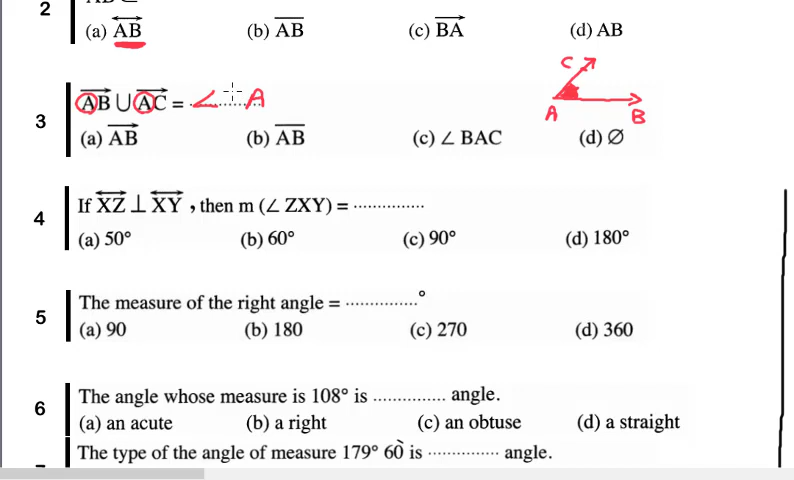 2
(a) AB (b) AB (c) BA (d) AB
C
3
AB ∪ AC = ∠ A
A B
(a) AB (b) AB (c) ∠ BAC (d) ∅
4
If XZ ⊥ XY , then m (∠ ZXY) = ...............
(a) 50° (b) 60° (c) 90° (d) 180°
5
The measure of the right angle = ...............°
(a) 90 (b) 180 (c) 270 (d) 360
6
The angle whose measure is 108° is ............... angle.
(a) an acute (b) a right (c) an obtuse (d) a straight
The type of the angle of measure 179° 60̀ is ............... angle.